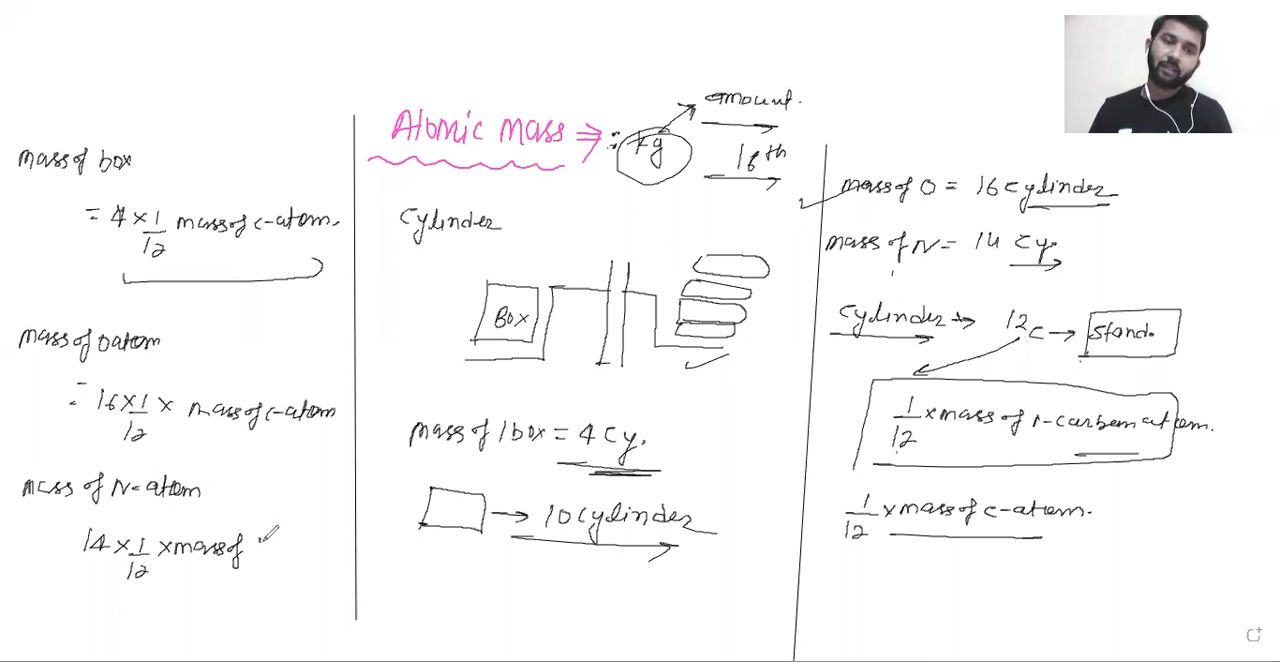 mass of box
= 4 × 1/12 mass of c-atom.
mass of Oatom
= 16 × 1/12 × mass of c-atom
mass of N-atom
14 × 1/12 × mass of
Atomic mass ⇒
kg
amount.
16th
Cylinder
Box
mass of 1 box = 4 Cy.
→ 10 cylinder
mass of O = 16 Cylinder
mass of N = 14 Cy.
Cylinder → 12C → Stand.
1/12 × mass of 1-carbon atom.
1/12 × mass of c-atom.